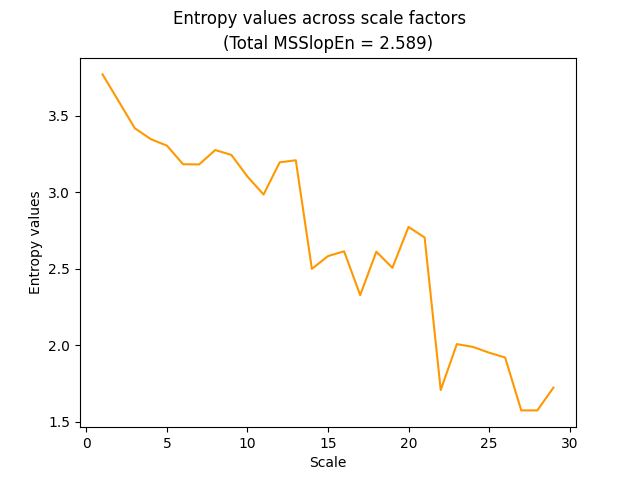 Entropy values across scale factors
(Total MSSlopEn = 2.589)
3.5
3.0
2.5
2.0
1.5
Entropy values
0 5 10 15 20 25 30
Scale